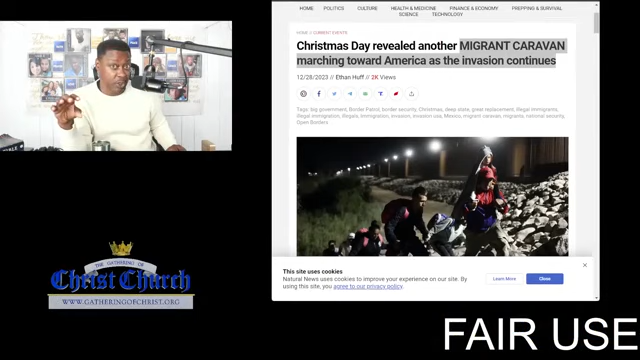 HOME POLITICS CULTURE HEALTH & MEDICINE FINANCE & ECONOMY PREPPING & SURVIVAL
SCIENCE TECHNOLOGY
HOME // CURRENT EVENTS
Christmas Day revealed another MIGRANT CARAVAN
marching toward America as the invasion continues
12/28/2023 // Ethan Huff // 2K Views
Tags: big government, Border Patrol, border security, Christmas, deep state, great replacement, illegal immigrants,
illegal immigration, illegals, immigration, invasion, invasion usa, Mexico, migrant caravan, migrants, national security,
Open Borders
This site uses cookies
Natural News uses cookies to improve your experience on our site. By
using this site, you agree to our privacy policy.
Learn More
Close
THE GATHERING OF
Christ Church
WWW.GATHERINGOFCHRIST.ORG
FAIR USE